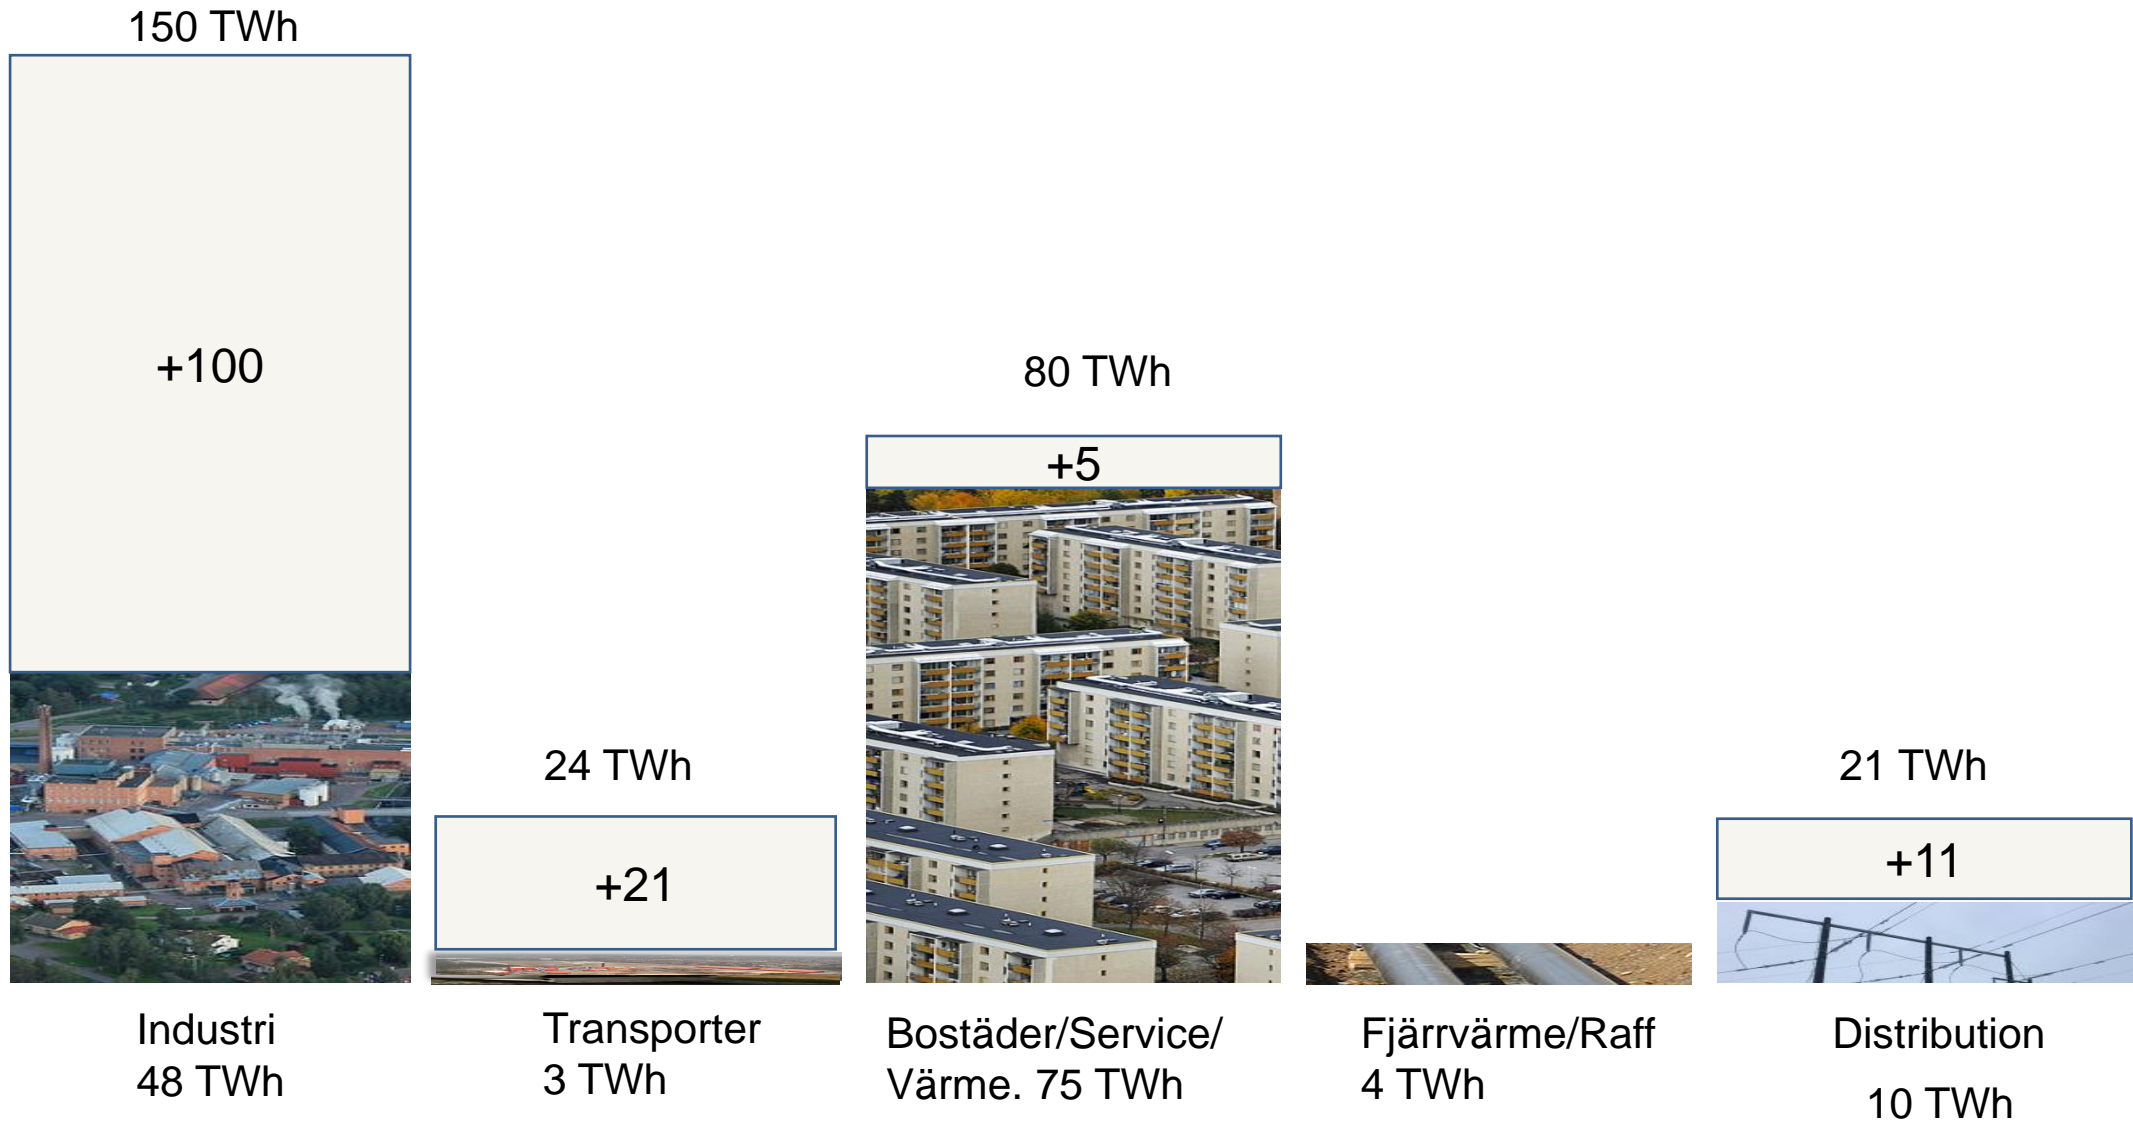 150 TWh
+100
80 TWh
+5
24 TWh
+21
21 TWh
+11
Industri
48 TWh
Transporter
3 TWh
Bostäder/Service/
Värme. 75 TWh
Fjärrvärme/Raff
4 TWh
Distribution
10 TWh